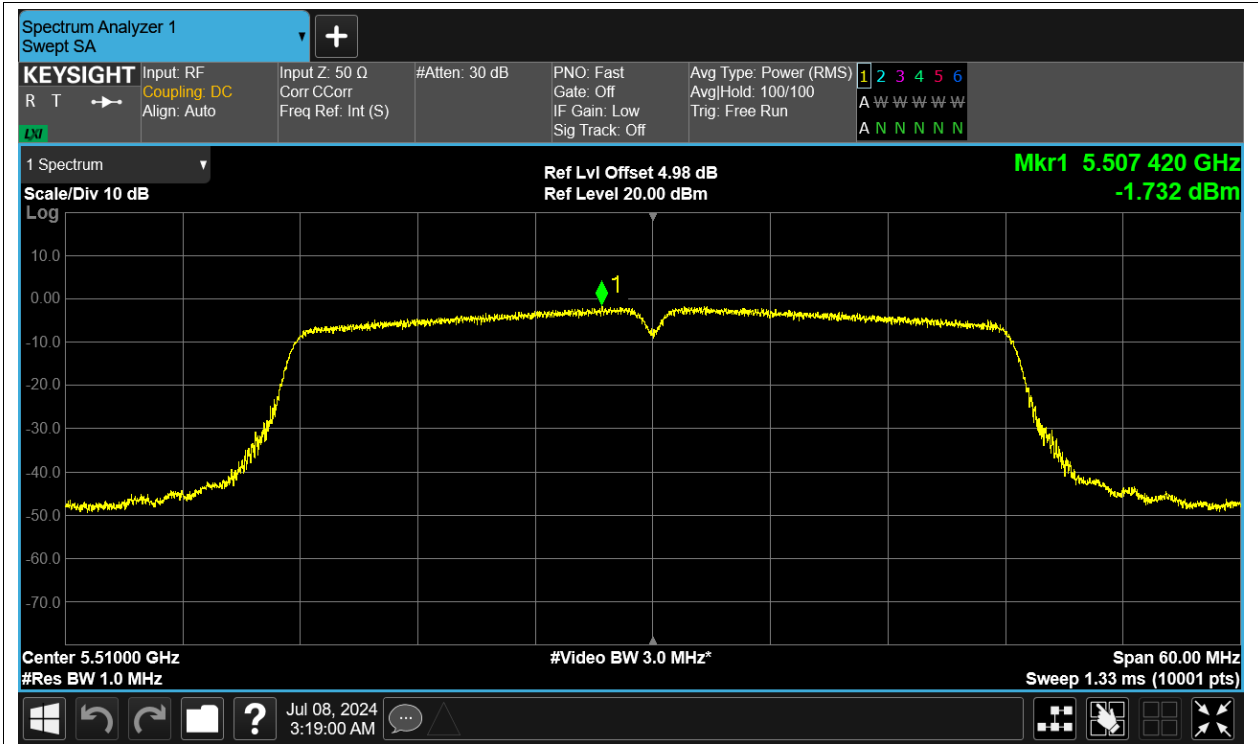 Spectrum Analyzer 1
Swept SA
KEYSIGHT
R T
LXI
Input: RF
Coupling: DC
Align: Auto
Input Z: 50 Ω
Corr CCorr
Freq Ref: Int (S)
#Atten: 30 dB
PNO: Fast
Gate: Off
IF Gain: Low
Sig Track: Off
Avg Type: Power (RMS)
Avg|Hold: 100/100
Trig: Free Run
1 2 3 4 5 6
A W W W W W
A N N N N N
1 Spectrum
Scale/Div 10 dB
Log
Ref Lvl Offset 4.98 dB
Ref Level 20.00 dBm
Mkr1 5.507 420 GHz
-1.732 dBm
10.0
0.00
-10.0
-20.0
-30.0
-40.0
-50.0
-60.0
-70.0
1
Center 5.51000 GHz
#Res BW 1.0 MHz
#Video BW 3.0 MHz*
Span 60.00 MHz
Sweep 1.33 ms (10001 pts)
?
Jul 08, 2024
3:19:00 AM